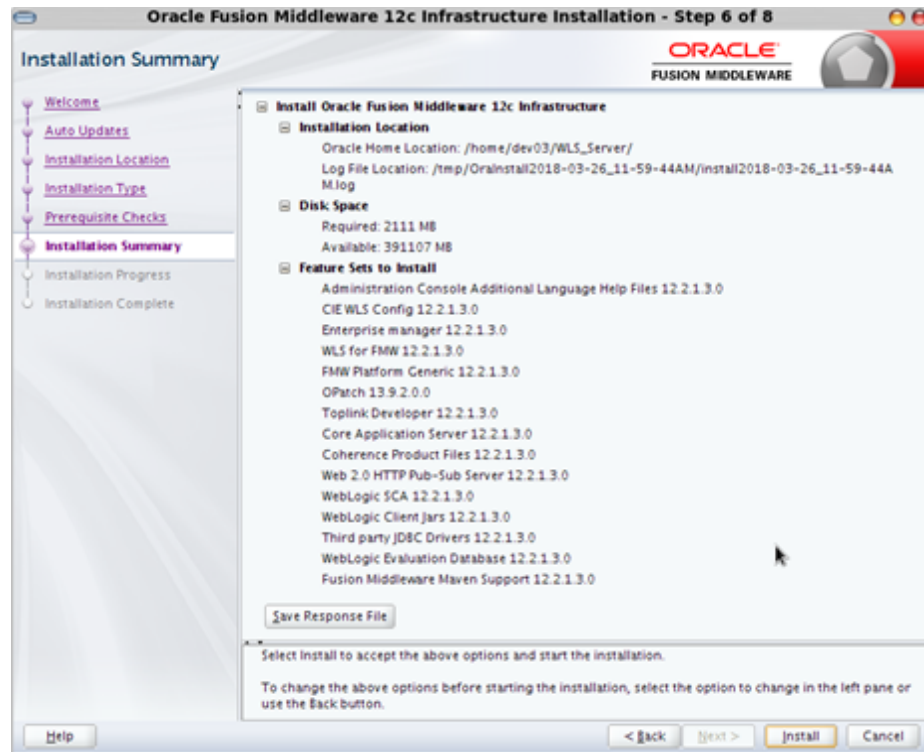 Oracle Fusion Middleware 12c Infrastructure Installation - Step 6 of 8
Installation Summary
ORACLE
FUSION MIDDLEWARE
Welcome
Auto Updates
Installation Location
Installation Type
Prerequisite Checks
Installation Summary
Installation Progress
Installation Complete
Install Oracle Fusion Middleware 12c Infrastructure
Installation Location
Oracle Home Location: /home/dev03/WLS_Server/
Log File Location: /tmp/OraInstall2018-03-26_11-59-44AM/install2018-03-26_11-59-44A
M.log
Disk Space
Required: 2111 MB
Available: 391107 MB
Feature Sets to Install
Administration Console Additional Language Help Files 12.2.1.3.0
CIE WLS Config 12.2.1.3.0
Enterprise manager 12.2.1.3.0
WLS for FMW 12.2.1.3.0
FMW Platform Generic 12.2.1.3.0
OPatch 13.9.2.0.0
Toplink Developer 12.2.1.3.0
Core Application Server 12.2.1.3.0
Coherence Product Files 12.2.1.3.0
Web 2.0 HTTP Pub-Sub Server 12.2.1.3.0
WebLogic SCA 12.2.1.3.0
WebLogic Client Jars 12.2.1.3.0
Third party JDBC Drivers 12.2.1.3.0
WebLogic Evaluation Database 12.2.1.3.0
Fusion Middleware Maven Support 12.2.1.3.0
Save Response File
Select Install to accept the above options and start the installation.
To change the above options before starting the installation, select the option to change in the left pane or
use the Back button.
Help
< Back
Next >
Install
Cancel